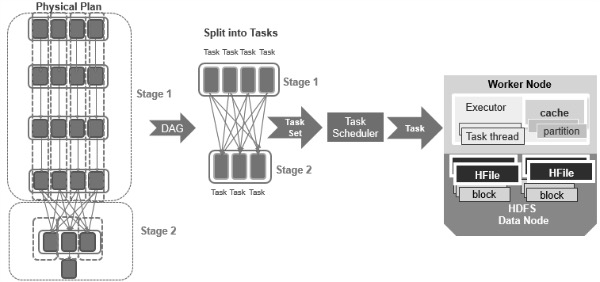 Physical Plan
Stage 1
Stage 2
DAG
Split into Tasks
Task Task Task Task
Stage 1
Stage 2
Task Task Task
Task
Set
Task
Scheduler
Task
Worker Node
Executor
Task thread
cache
partition
HFile
HFile
block
block
HDFS
Data Node